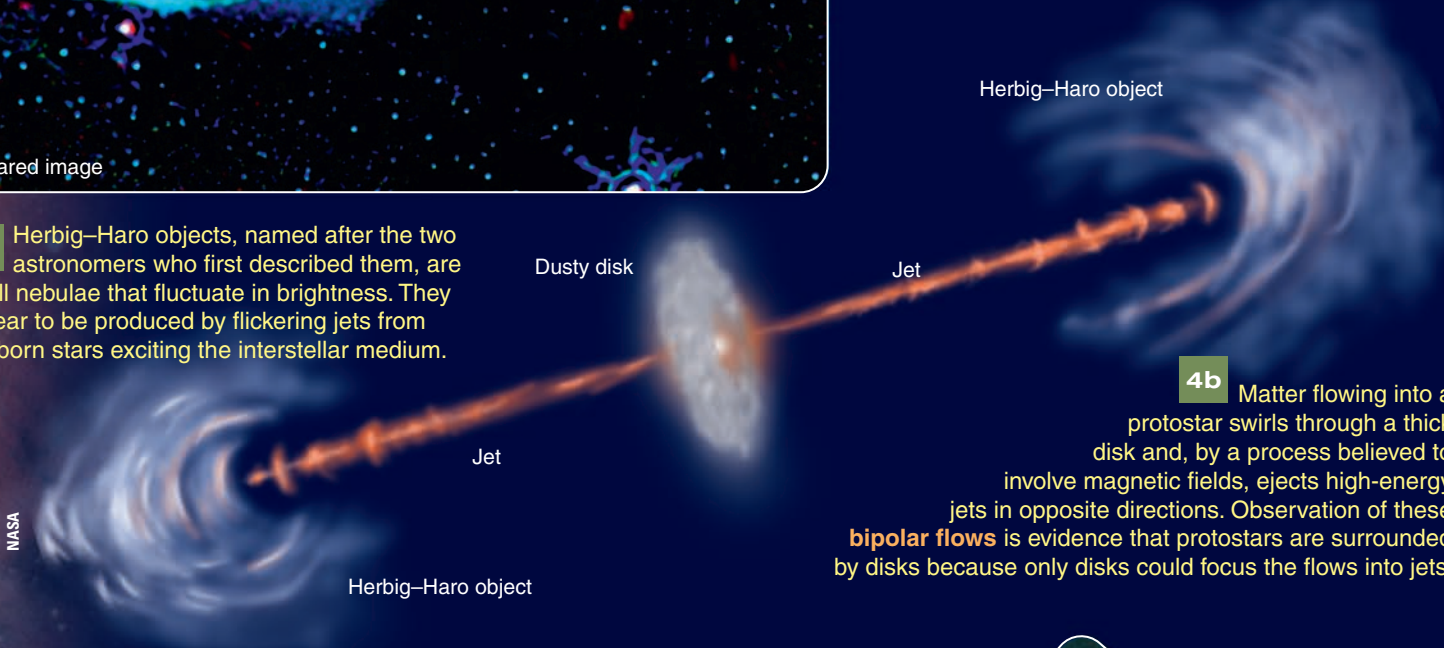 Herbig–Haro object
ared image
Herbig–Haro objects, named after the two
astronomers who first described them, are
ll nebulae that fluctuate in brightness. They
ear to be produced by flickering jets from
born stars exciting the interstellar medium.
Dusty disk
Jet
Jet
Herbig–Haro object
NASA
4b
Matter flowing into a
protostar swirls through a thick
disk and, by a process believed to
involve magnetic fields, ejects high-energy
jets in opposite directions. Observation of these
bipolar flows is evidence that protostars are surrounded
by disks because only disks could focus the flows into jets.